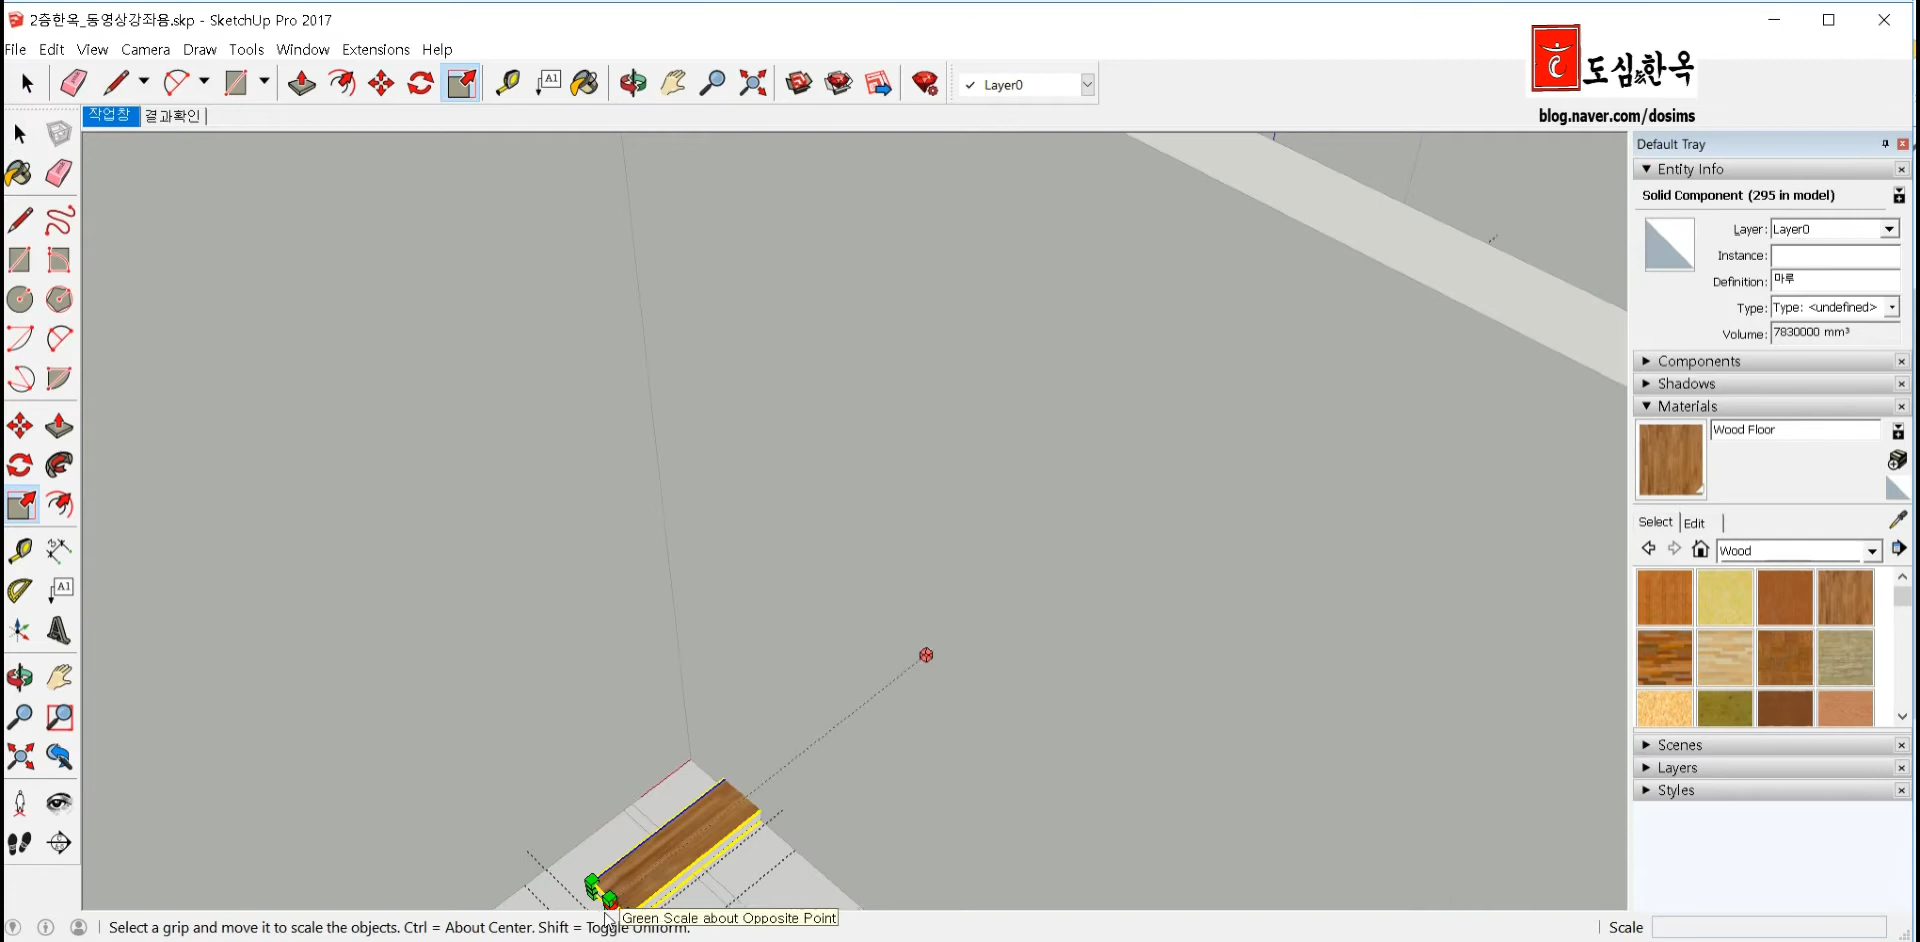 2층한옥_동영상강좌용.skp - SketchUp Pro 2017
File Edit View Camera Draw Tools Window Extensions Help
도심한옥
A1
Layer0
작업창 결과확인
blog.naver.com/dosims
Default Tray
Entity Info
Solid Component (295 in model)
Layer: Layer0
Instance:
Definition: 마루
Type: Type: <undefined>
Volume: 7830000 mm³
Components
Shadows
Materials
Wood Floor
Select Edit
Wood
A1
Scenes
Layers
Styles
Green Scale about Opposite Point
Select a grip and move it to scale the objects. Ctrl = About Center. Shift = Toggle Uniform.
Scale